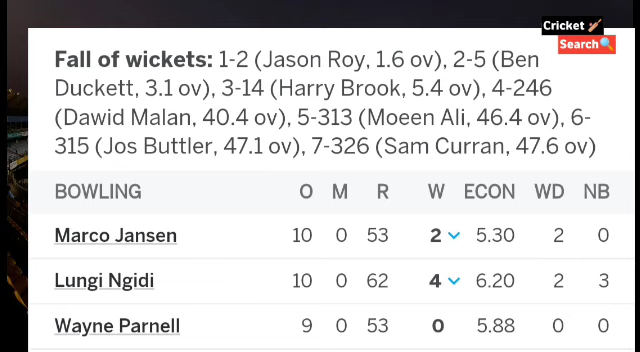 Cricket
Search
Fall of wickets: 1-2 (Jason Roy, 1.6 ov), 2-5 (Ben
Duckett, 3.1 ov), 3-14 (Harry Brook, 5.4 ov), 4-246
(Dawid Malan, 40.4 ov), 5-313 (Moeen Ali, 46.4 ov), 6-
315 (Jos Buttler, 47.1 ov), 7-326 (Sam Curran, 47.6 ov)
BOWLING O M R W ECON WD NB
Marco Jansen 10 0 53 2 5.30 2 0
Lungi Ngidi 10 0 62 4 6.20 2 3
Wayne Parnell 9 0 53 0 5.88 0 0